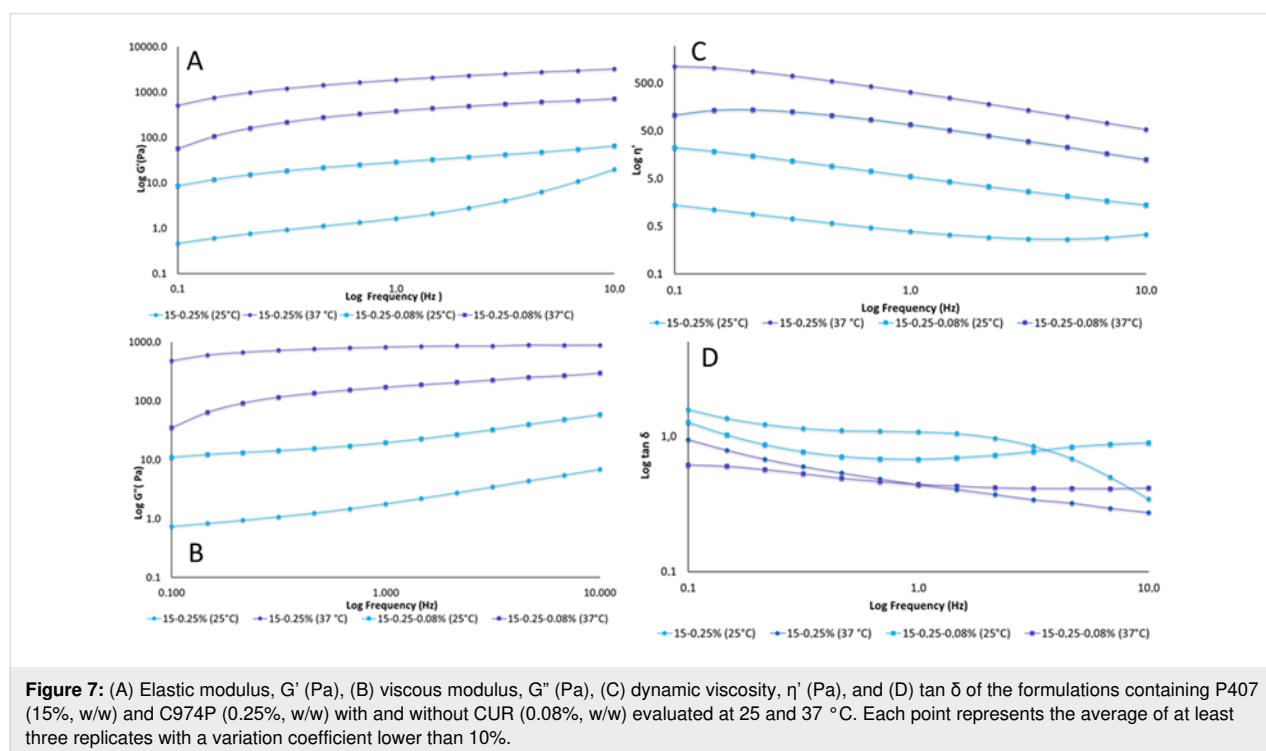 A
10000.0
1000.0
100.0
10.0
1.0
0.1
Log G'(Pa)
0.1 1.0 10.0
Log Frequency (Hz )
15-0.25% (25°C) 15-0.25% (37 °C) 15-0.25-0.08% (25°C) 15-0.25-0.08% (37°C)
C
500.0
50.0
5.0
0.5
0.1
Log η'
0.1 1.0 10.0
Log Frequency (Hz)
15-0.25% (25°C) 15-0.25% (37 °C) 15-0.25-0.08% (25°C) 15-0.25-0.08% (37°C)
B
1000.0
100.0
10.0
1.0
0.1
Log G''( Pa)
0.100 1.000 10.000
Log Frequency (Hz)
15-0.25% (25°C) 15-0.25% (37 °C) 15-0.25-0.08% (25°C) 15-0.25-0.08% (37°C)
D
1.0
0.1
Log tan δ
0.1 1.0 10.0
Log Frequency (Hz)
15-0.25% (25°C) 15-0.25% (37 °C) 15-0.25-0.08% (25°C) 15-0.25-0.08% (37°C)
Figure 7: (A) Elastic modulus, G’ (Pa), (B) viscous modulus, G” (Pa), (C) dynamic viscosity, η’ (Pa), and (D) tan δ of the formulations containing P407
(15%, w/w) and C974P (0.25%, w/w) with and without CUR (0.08%, w/w) evaluated at 25 and 37 °C. Each point represents the average of at least
three replicates with a variation coefficient lower than 10%.